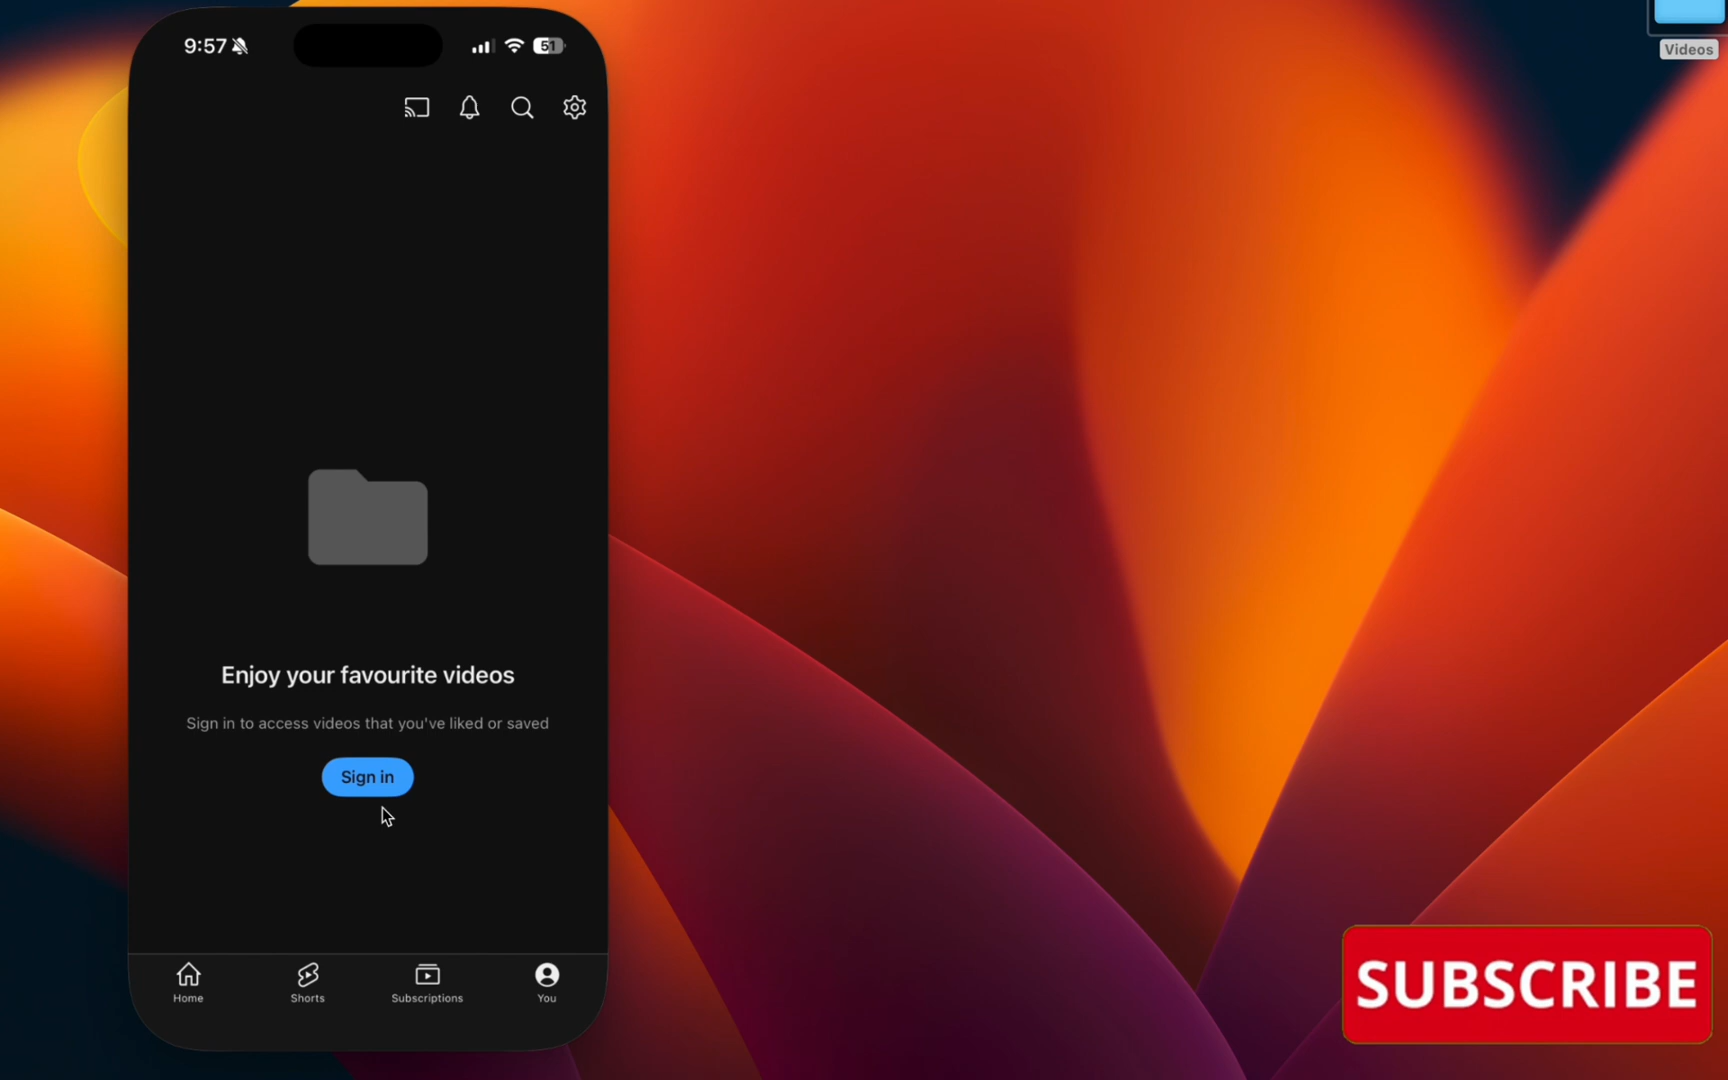 9:57
51
Videos
Enjoy your favourite videos
Sign in to access videos that you've liked or saved
Sign in
Home
Shorts
Subscriptions
You
SUBSCRIBE